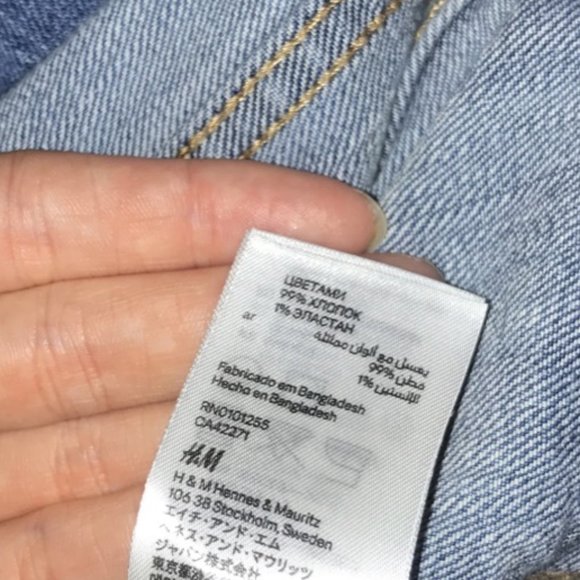 ЦВЕТАМИ
99% ХЛОПОК
1% ЭЛАСТАН
ar
يغسل مع ألوان مماثلة
99% قطن
1% إلاستين
Fabricado em Bangladesh
Hecho en Bangladesh
RN0101255
CA42271
H&M
H & M Hennes & Mauritz
106 38 Stockholm, Sweden
エイチ・アンド・エム
ヘネス・アンド・マウリッツ
ジャパン株式会社